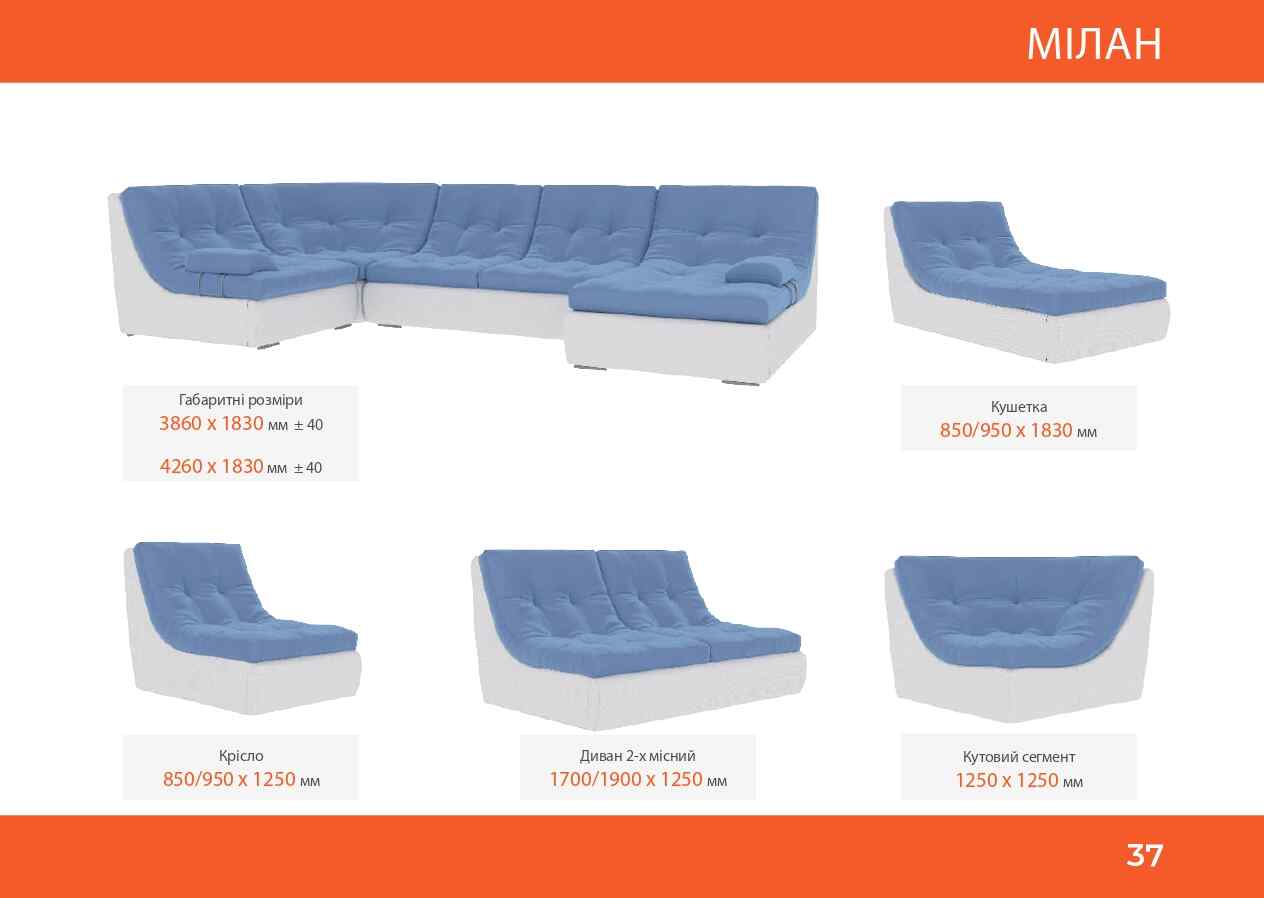 МІЛАН
Габаритні розміри
3860 x 1830 мм ± 40
4260 x 1830 мм ± 40
Кушетка
850/950 x 1830 мм
Крісло
850/950 x 1250 мм
Диван 2-х місний
1700/1900 x 1250 мм
Кутовий сегмент
1250 x 1250 мм
37